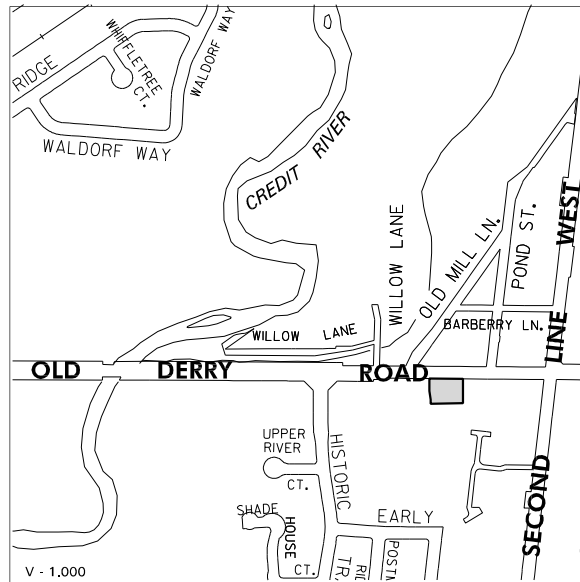 RIDGE
WHIFFLETREE
CT.
WALDORF WAY
WALDORF WAY
CREDIT RIVER
WILLOW LANE
OLD MILL LN.
POND ST.
SECOND LINE WEST
BARBERRY LN.
WILLOW LANE
OLD DERRY ROAD
UPPER
RIVER
CT.
HISTORIC
TR.
SHADE
HOUSE
CT.
EARLY
V - 1.000